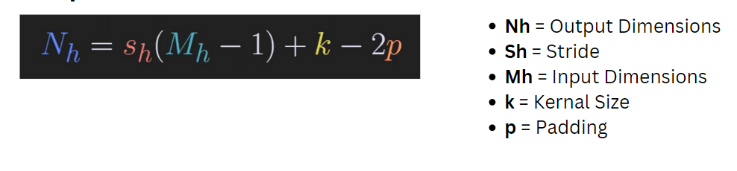 N_h = s_h(M_h − 1) + k − 2p
• Nh = Output Dimensions
• Sh = Stride
• Mh = Input Dimensions
• k = Kernal Size
• p = Padding